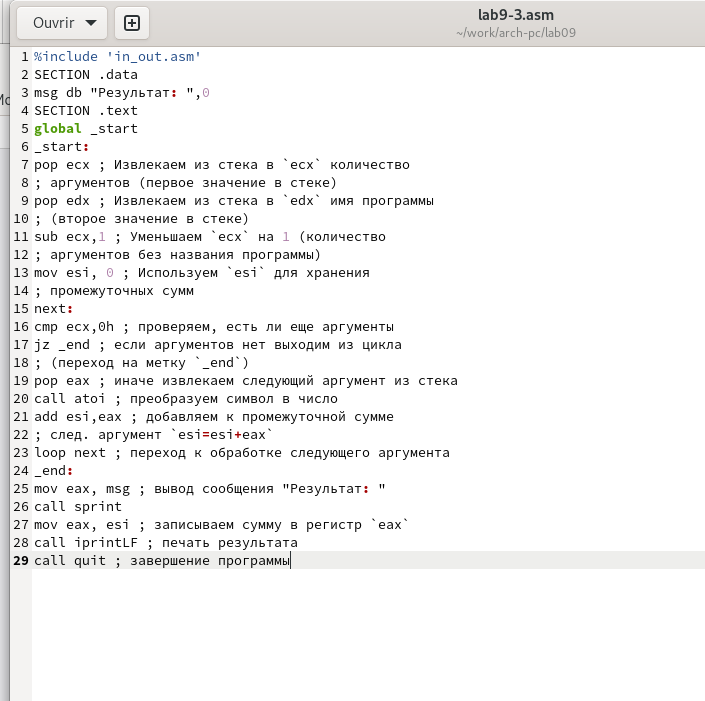 Ouvrir
lab9-3.asm
~/work/arch-pc/lab09
1 %include 'in_out.asm'
2 SECTION .data
3 msg db "Результат: ",0
4 SECTION .text
5 global _start
6 _start:
7 pop ecx ; Извлекаем из стека в `ecx` количество
8 ; аргументов (первое значение в стеке)
9 pop edx ; Извлекаем из стека в `edx` имя программы
10 ; (второе значение в стеке)
11 sub ecx,1 ; Уменьшаем `ecx` на 1 (количество
12 ; аргументов без названия программы)
13 mov esi, 0 ; Используем `esi` для хранения
14 ; промежуточных сумм
15 next:
16 cmp ecx,0h ; проверяем, есть ли еще аргументы
17 jz _end ; если аргументов нет выходим из цикла
18 ; (переход на метку `_end`)
19 pop eax ; иначе извлекаем следующий аргумент из стека
20 call atoi ; преобразуем символ в число
21 add esi,eax ; добавляем к промежуточной сумме
22 ; след. аргумент `esi=esi+eax`
23 loop next ; переход к обработке следующего аргумента
24 _end:
25 mov eax, msg ; вывод сообщения "Результат: "
26 call sprint
27 mov eax, esi ; записываем сумму в регистр `eax`
28 call iprintLF ; печать результата
29 call quit ; завершение программы